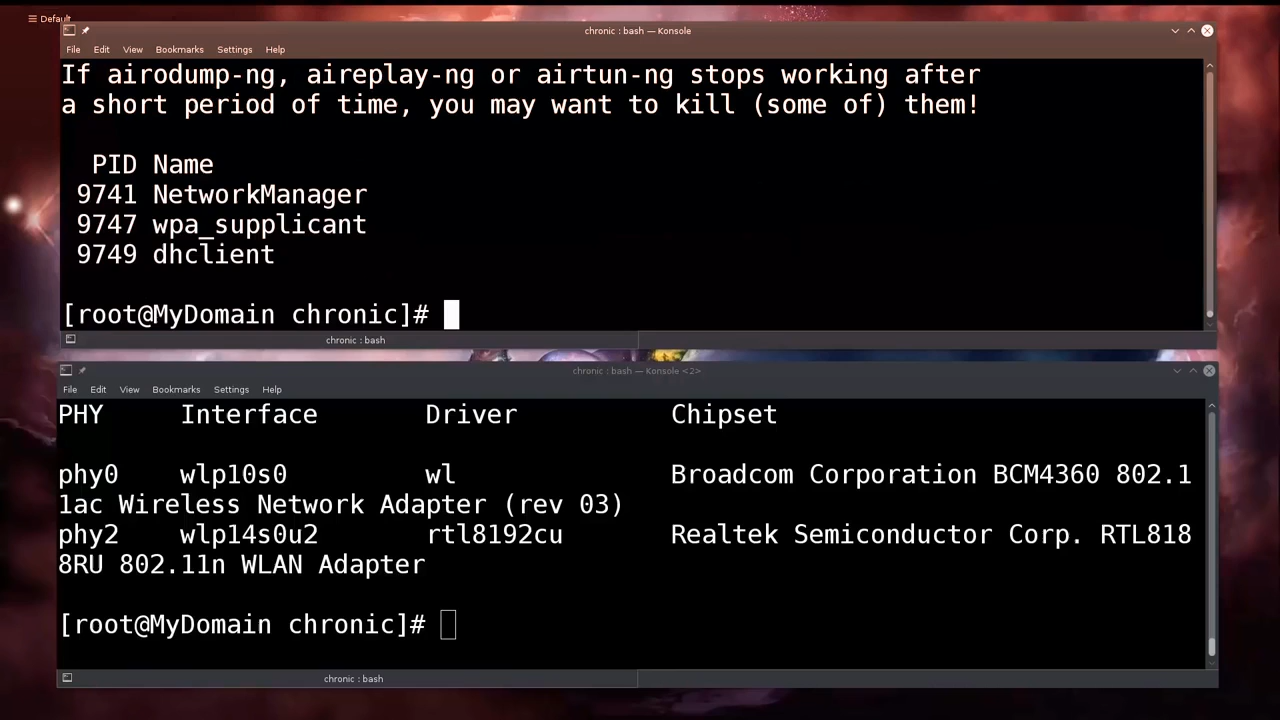 Default
chronic : bash — Konsole
File Edit View Bookmarks Settings Help
If airodump-ng, aireplay-ng or airtun-ng stops working after
a short period of time, you may want to kill (some of) them!
PID Name
9741 NetworkManager
9747 wpa_supplicant
9749 dhclient
[root@MyDomain chronic]#
chronic : bash
chronic : bash — Konsole <2>
File Edit View Bookmarks Settings Help
PHY Interface Driver Chipset
phy0 wlp10s0 wl Broadcom Corporation BCM4360 802.1
1ac Wireless Network Adapter (rev 03)
phy2 wlp14s0u2 rtl8192cu Realtek Semiconductor Corp. RTL818
8RU 802.11n WLAN Adapter
[root@MyDomain chronic]#
chronic : bash